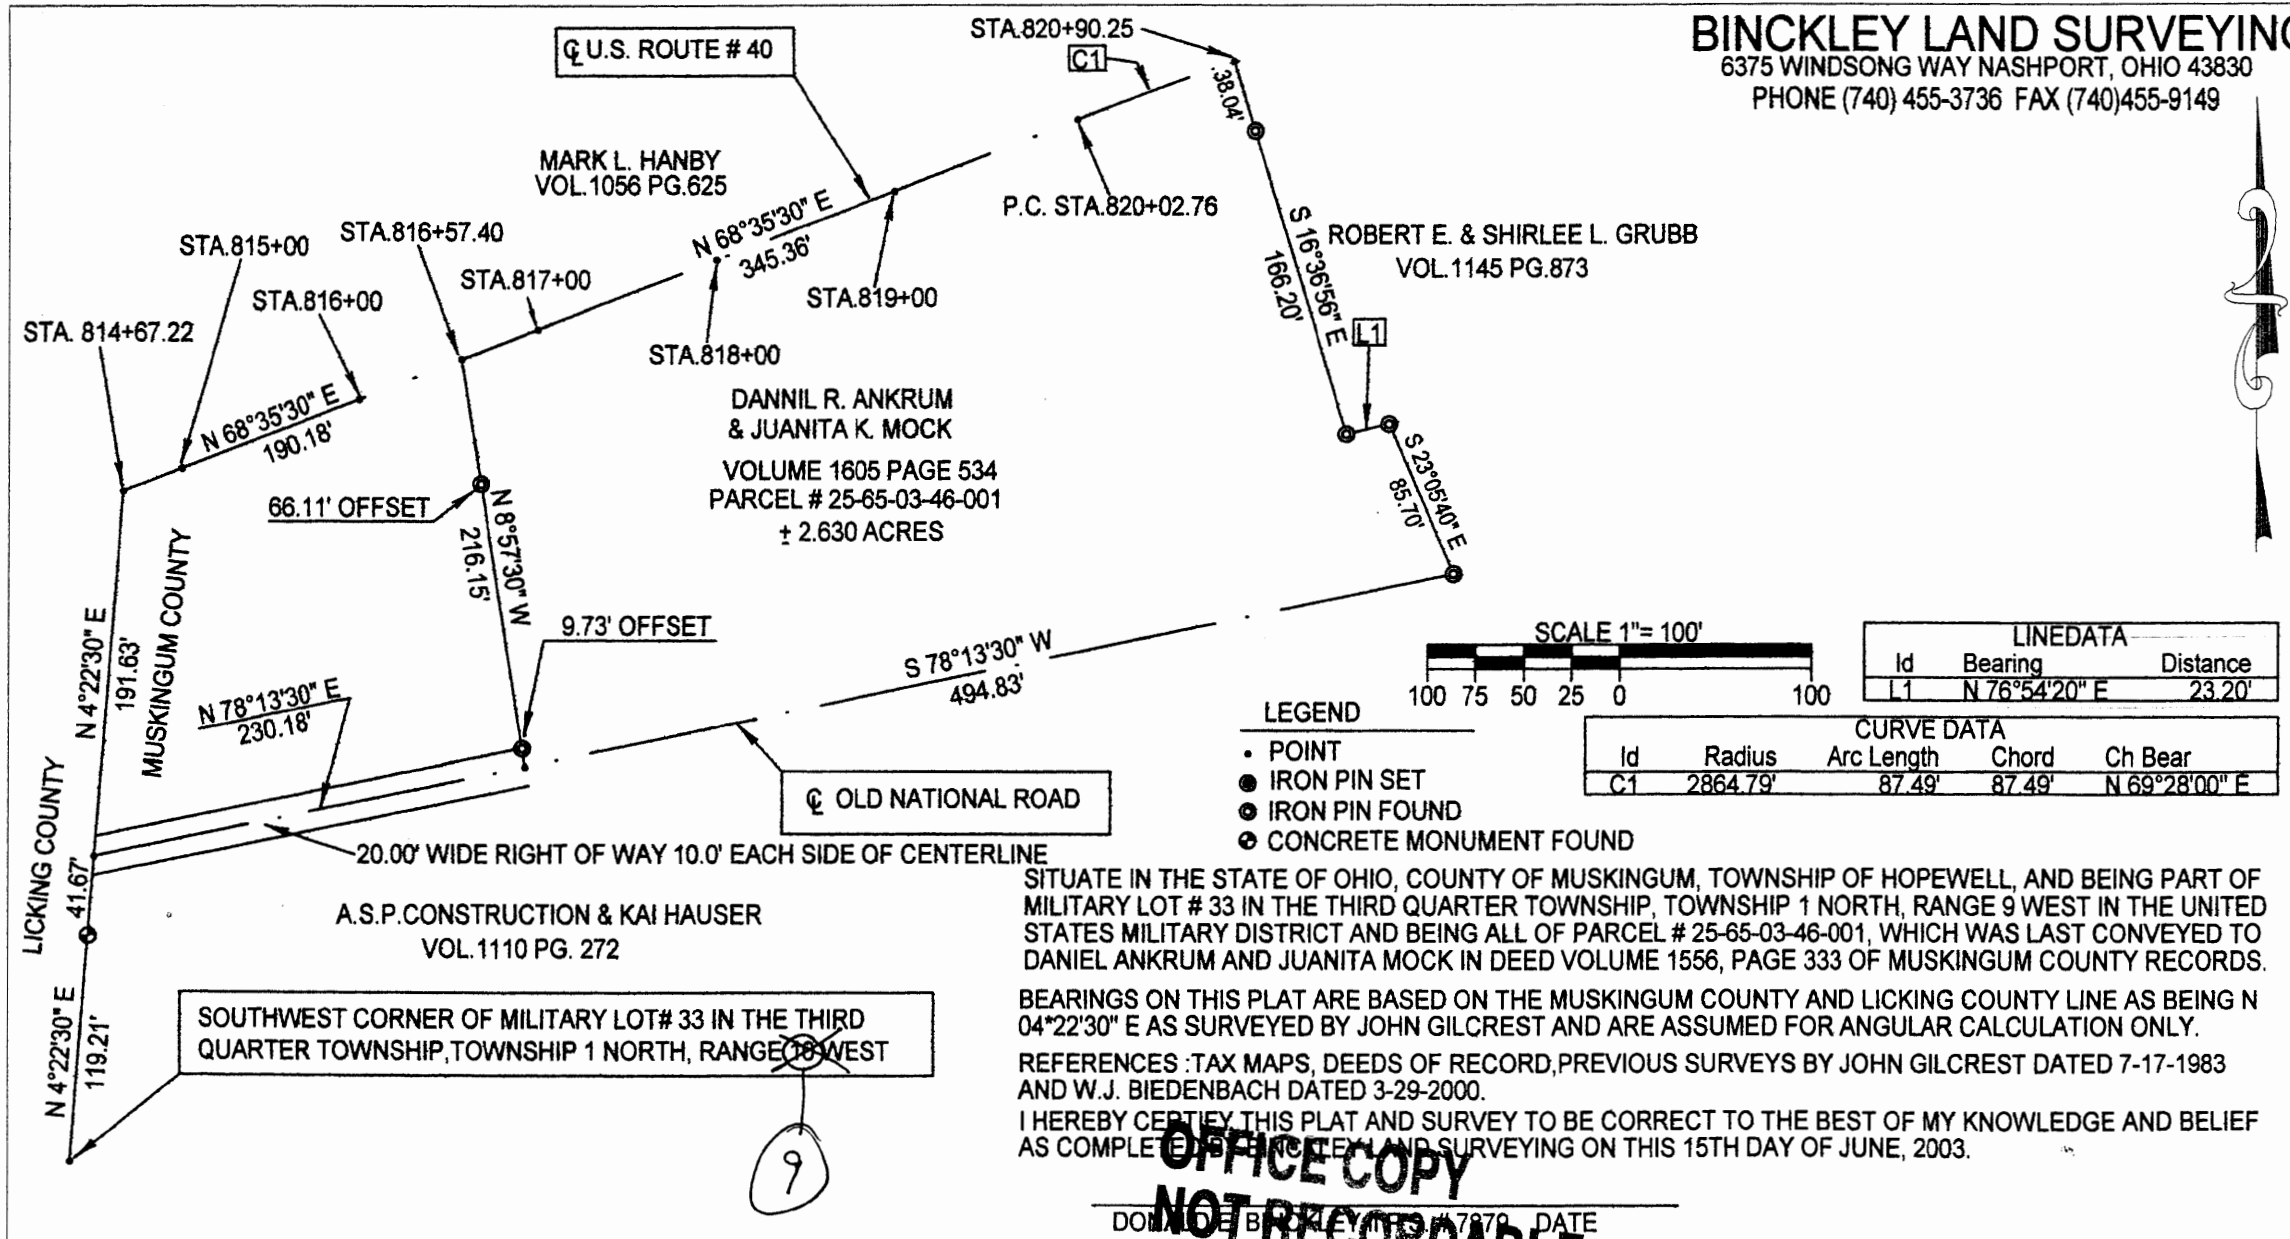 BINCKLEY LAND SURVEYING
6375 WINDSONG WAY NASHPORT, OHIO 43830
PHONE (740) 455-3736 FAX (740)455-9149
℄ U.S. ROUTE # 40
STA.820+90.25
C1
38.04'
MARK L. HANBY
VOL.1056 PG.625
P.C. STA.820+02.76
N 68°35'30" E
345.36'
STA.815+00
STA.816+57.40
STA.817+00
STA.816+00
STA.819+00
STA. 814+67.22
STA.818+00
S 16°36'56" E
166.20'
ROBERT E. & SHIRLEE L. GRUBB
VOL.1145 PG.873
L1
N 68°35'30" E
190.18'
DANNIL R. ANKRUM
& JUANITA K. MOCK
VOLUME 1605 PAGE 534
PARCEL # 25-65-03-46-001
± 2.630 ACRES
S 23°05'40" E
85.70'
66.11' OFFSET
N 8°57'30" W
216.15'
9.73' OFFSET
N 4°22'30" E
191.63'
MUSKINGUM COUNTY
N 78°13'30" E
230.18'
S 78°13'30" W
494.83'
℄ OLD NATIONAL ROAD
LICKING COUNTY
41.67'
20.00' WIDE RIGHT OF WAY 10.0' EACH SIDE OF CENTERLINE
A.S.P.CONSTRUCTION & KAI HAUSER
VOL.1110 PG. 272
N 4°22'30" E
119.21'
SOUTHWEST CORNER OF MILITARY LOT# 33 IN THE THIRD
QUARTER TOWNSHIP,TOWNSHIP 1 NORTH, RANGE 10 WEST
9
SCALE 1"= 100'
100 75 50 25 0 100
LINEDATA
Id Bearing Distance
L1 N 76°54'20" E 23.20'
LEGEND
POINT
IRON PIN SET
IRON PIN FOUND
CONCRETE MONUMENT FOUND
CURVE DATA
Id Radius Arc Length Chord Ch Bear
C1 2864.79' 87.49' 87.49' N 69°28'00" E
SITUATE IN THE STATE OF OHIO, COUNTY OF MUSKINGUM, TOWNSHIP OF HOPEWELL, AND BEING PART OF
MILITARY LOT # 33 IN THE THIRD QUARTER TOWNSHIP, TOWNSHIP 1 NORTH, RANGE 9 WEST IN THE UNITED
STATES MILITARY DISTRICT AND BEING ALL OF PARCEL # 25-65-03-46-001, WHICH WAS LAST CONVEYED TO
DANIEL ANKRUM AND JUANITA MOCK IN DEED VOLUME 1556, PAGE 333 OF MUSKINGUM COUNTY RECORDS.
BEARINGS ON THIS PLAT ARE BASED ON THE MUSKINGUM COUNTY AND LICKING COUNTY LINE AS BEING N
04*22'30" E AS SURVEYED BY JOHN GILCREST AND ARE ASSUMED FOR ANGULAR CALCULATION ONLY.
REFERENCES :TAX MAPS, DEEDS OF RECORD,PREVIOUS SURVEYS BY JOHN GILCREST DATED 7-17-1983
AND W.J. BIEDENBACH DATED 3-29-2000.
I HEREBY CERTIFY THIS PLAT AND SURVEY TO BE CORRECT TO THE BEST OF MY KNOWLEDGE AND BELIEF
AS COMPLETED BY BINCKLEY LAND SURVEYING ON THIS 15TH DAY OF JUNE, 2003.
OFFICE COPY
NOT RECORDABLE
7879 DATE